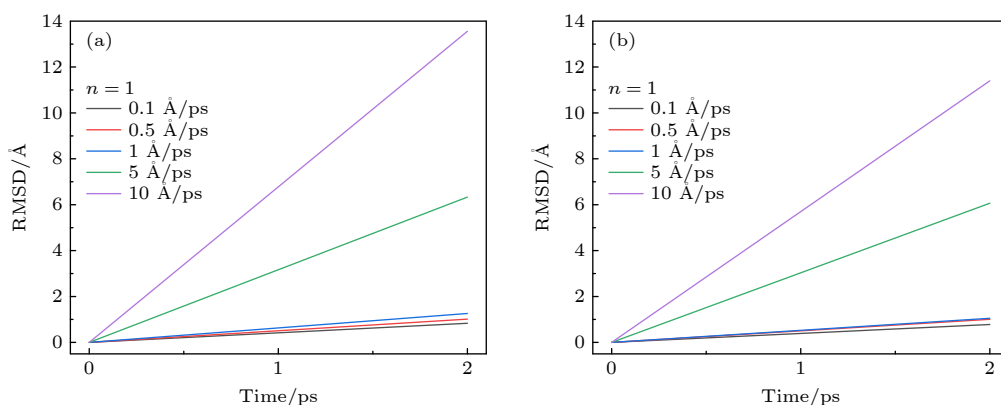 14
12
10
8
6
4
2
0
RMSD/Å
(a)
n = 1
0.1 Å/ps
0.5 Å/ps
1 Å/ps
5 Å/ps
10 Å/ps
0
1
2
Time/ps
14
12
10
8
6
4
2
0
RMSD/Å
(b)
n = 1
0.1 Å/ps
0.5 Å/ps
1 Å/ps
5 Å/ps
10 Å/ps
0
1
2
Time/ps